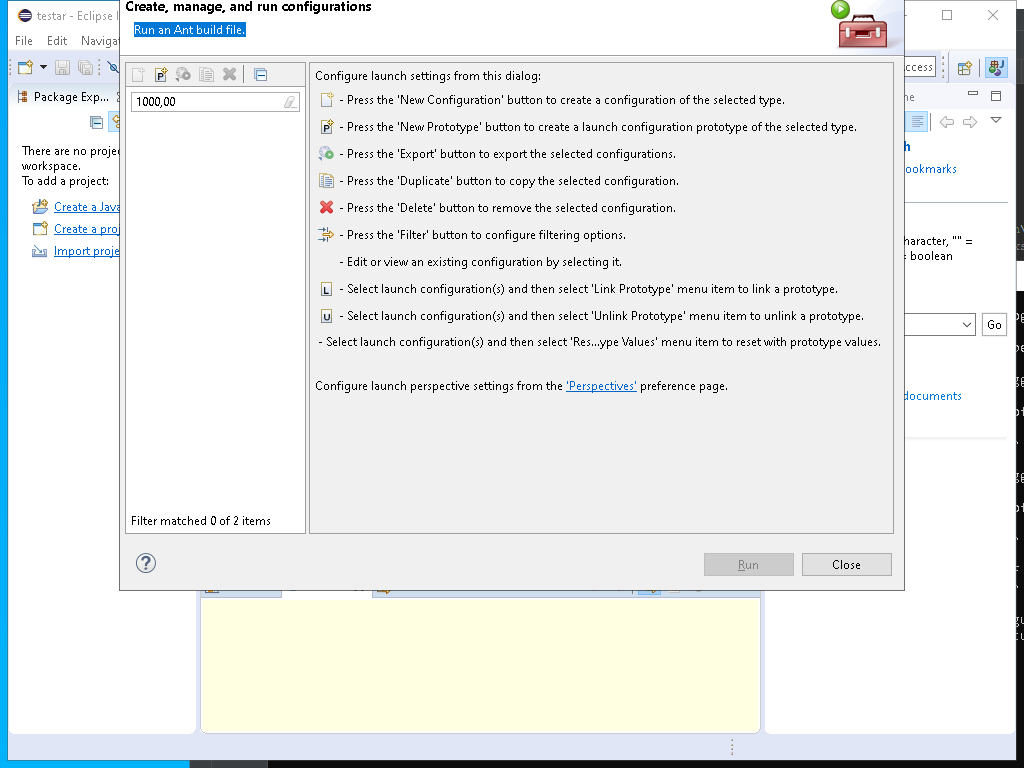 Create, manage, and run configurations
testar - Eclipse
Run an Ant build file.
File Edit
cess
Package Exp...
1000,00
Configure launch settings from this dialog:
- Press the 'New Configuration' button to create a configuration of the selected type.
- Press the 'New Prototype' button to create a launch configuration prototype of the selected type.
- Press the 'Export' button to export the selected configurations.
- Press the 'Duplicate' button to copy the selected configuration.
- Press the 'Delete' button to remove the selected configuration.
- Press the 'Filter' button to configure filtering options.
- Edit or view an existing configuration by selecting it.
- Select launch configuration(s) and then select 'Link Prototype' menu item to link a prototype.
- Select launch configuration(s) and then select 'Unlink Prototype' menu item to unlink a prototype.
- Select launch configuration(s) and then select 'Res...ype Values' menu item to reset with prototype values.
Configure launch perspective settings from the 'Perspectives' preference page.
There are no proje
workspace.
To add a project:
Create a Java
Create a proj
Import proje
ookmarks
haracter, "" =
= boolean
Go
documents
Filter matched 0 of 2 items
Run Close